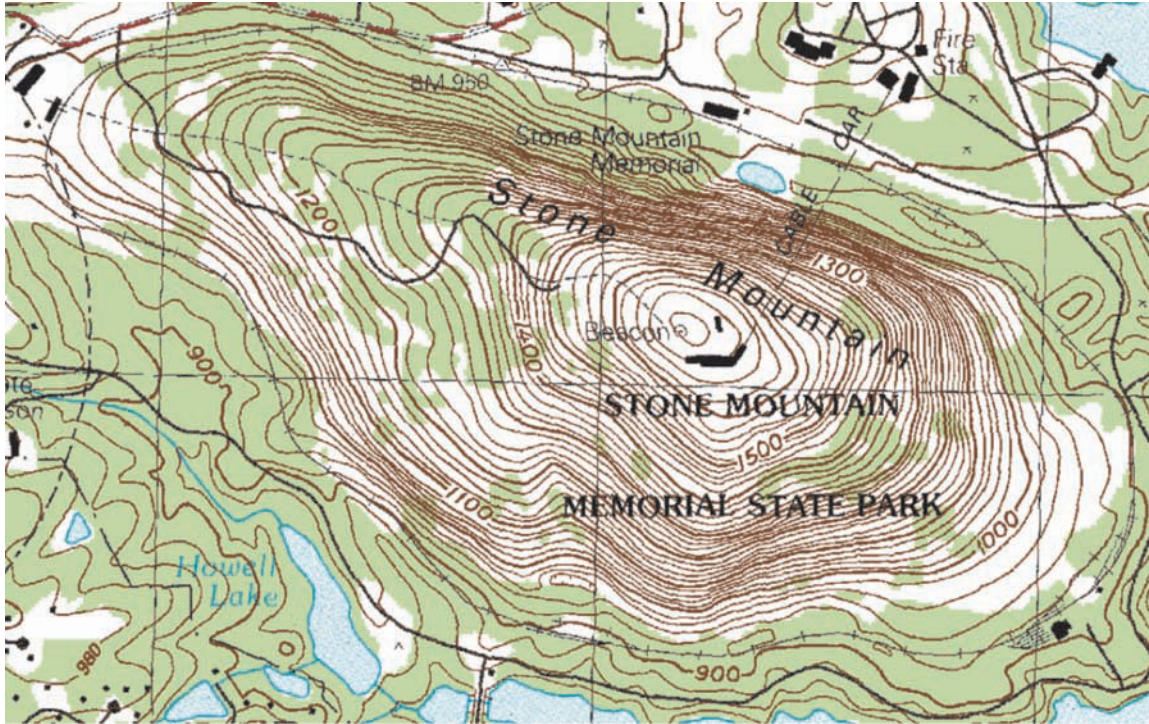 BM 950
Fire
Sta
CAR
CABLE
Stone Mountain
Memorial
Stone
Mountain
1200
1300
1400
Beacon
900
STONE MOUNTAIN
1500
MEMORIAL STATE PARK
1100
1000
Howell
Lake
980
900